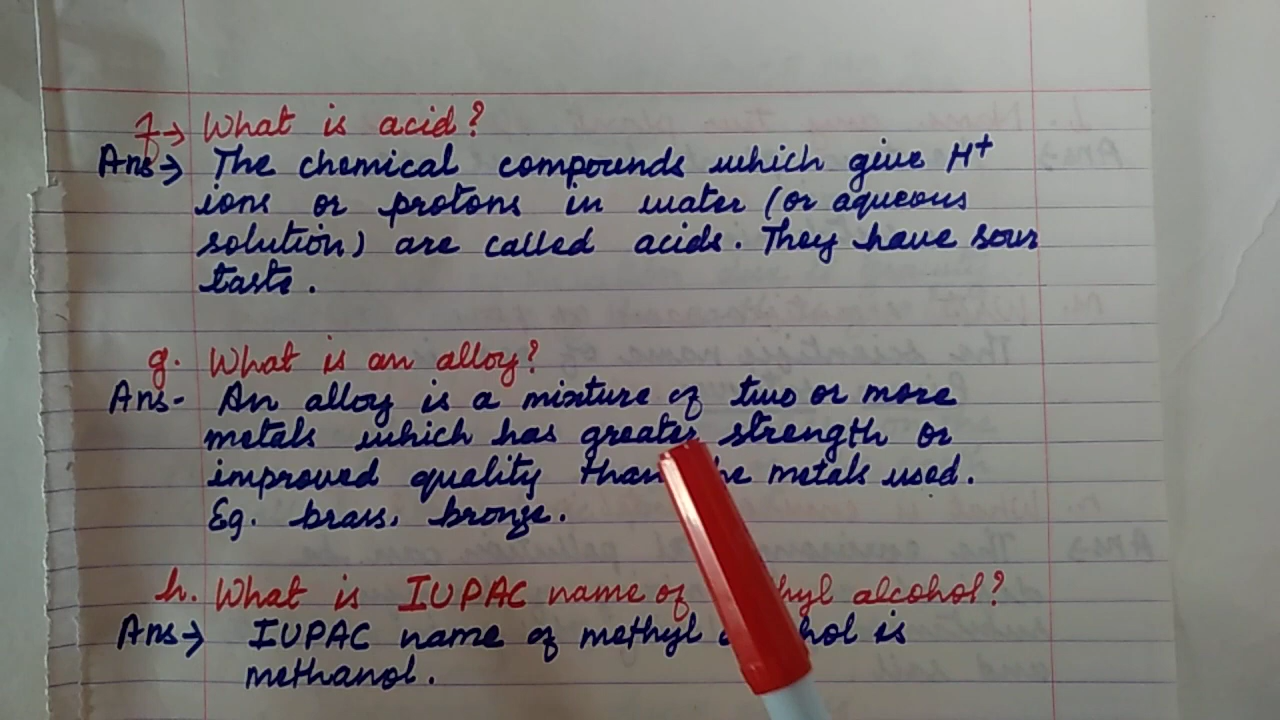 f→ What is acid?
Ans→ The chemical compounds which give H+
ions or protons in water (or aqueous
solution) are called acids. They have sour
taste.
g. What is an alloy?
Ans- An alloy is a mixture of two or more
metals which has greater strength or
improved quality than the metals used.
Eg. brass, bronze.
h. What is IUPAC name of alcohol?
Ans→ IUPAC name of methyl is
methanol.